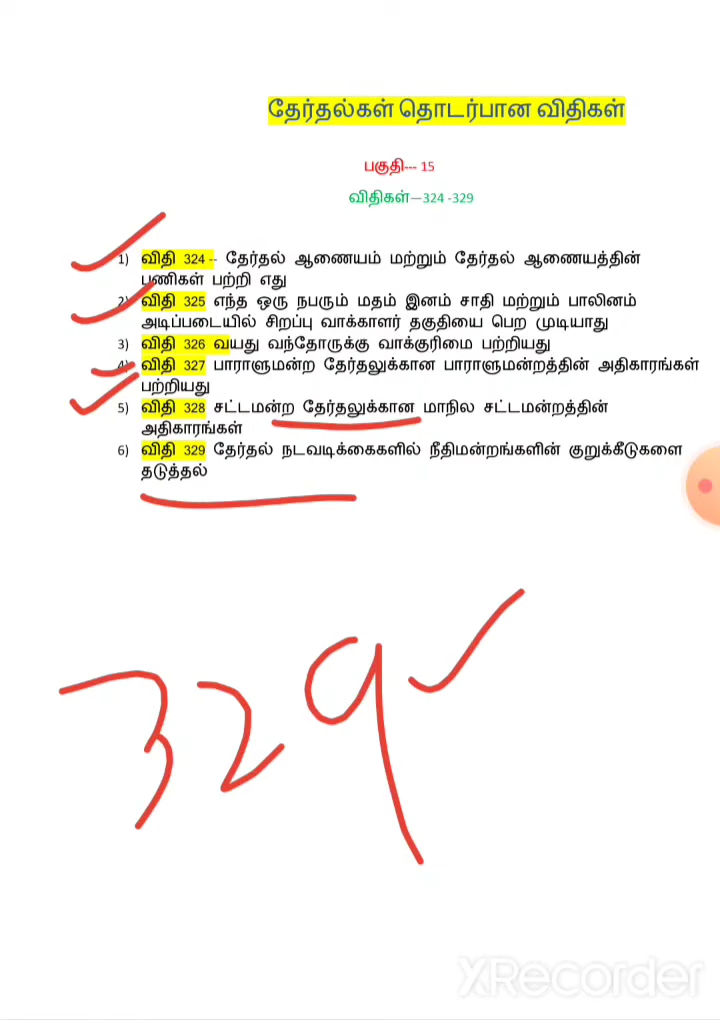 தேர்தல்கள் தொடர்பான விதிகள்
பகுதி--- 15
விதிகள்—324 -329
1) விதி 324 -- தேர்தல் ஆணையம் மற்றும் தேர்தல் ஆணையத்தின்
பணிகள் பற்றி எது
2) விதி 325 எந்த ஒரு நபரும் மதம் இனம் சாதி மற்றும் பாலினம்
அடிப்படையில் சிறப்பு வாக்காளர் தகுதியை பெற முடியாது
3) விதி 326 வயது வந்தோருக்கு வாக்குரிமை பற்றியது
4) விதி 327 பாராளுமன்ற தேர்தலுக்கான பாராளுமன்றத்தின் அதிகாரங்கள்
பற்றியது
5) விதி 328 சட்டமன்ற தேர்தலுக்கான மாநில சட்டமன்றத்தின்
அதிகாரங்கள்
6) விதி 329 தேர்தல் நடவடிக்கைகளில் நீதிமன்றங்களின் குறுக்கீடுகளை
தடுத்தல்
329
XRecorder